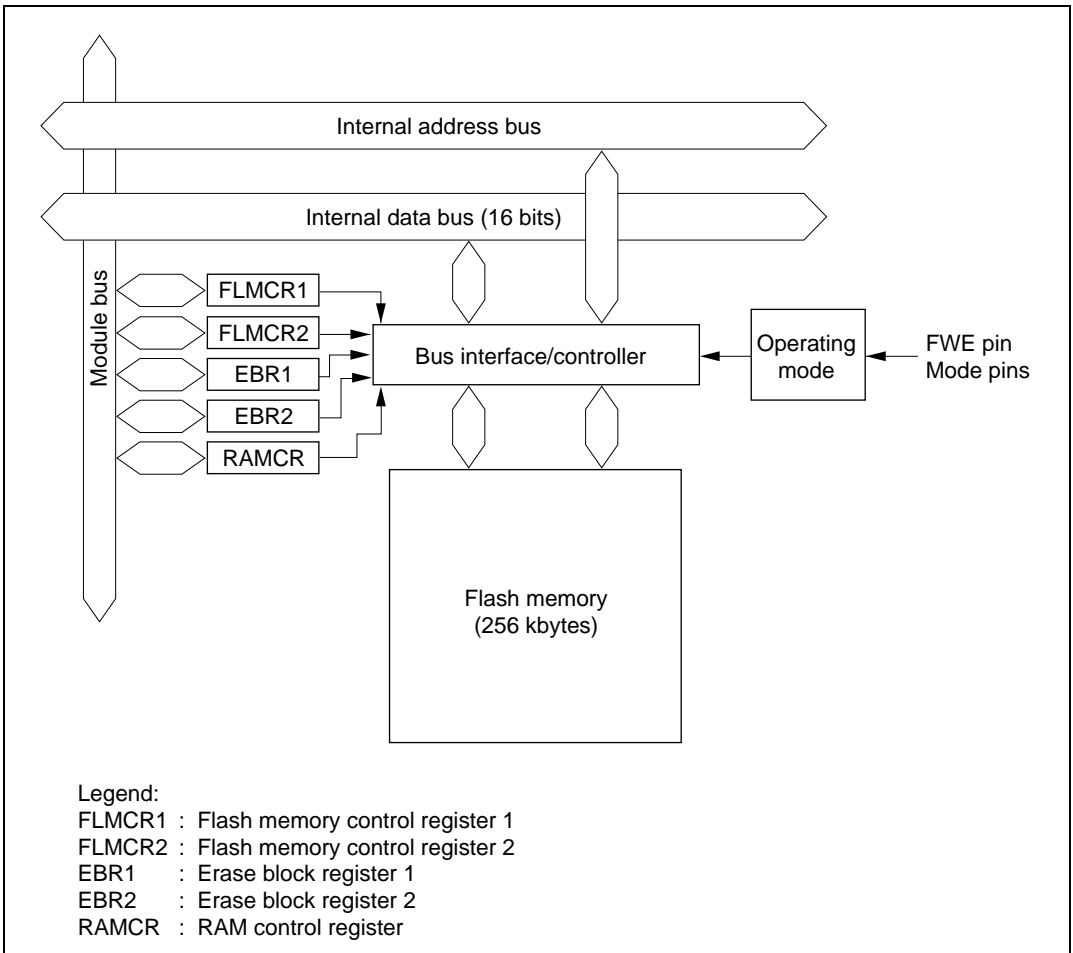 Internal address bus
Internal data bus (16 bits)
Module bus
FLMCR1
FLMCR2
EBR1
EBR2
RAMCR
Bus interface/controller
Operating
mode
FWE pin
Mode pins
Flash memory
(256 kbytes)
Legend:
FLMCR1 : Flash memory control register 1
FLMCR2 : Flash memory control register 2
EBR1 : Erase block register 1
EBR2 : Erase block register 2
RAMCR : RAM control register